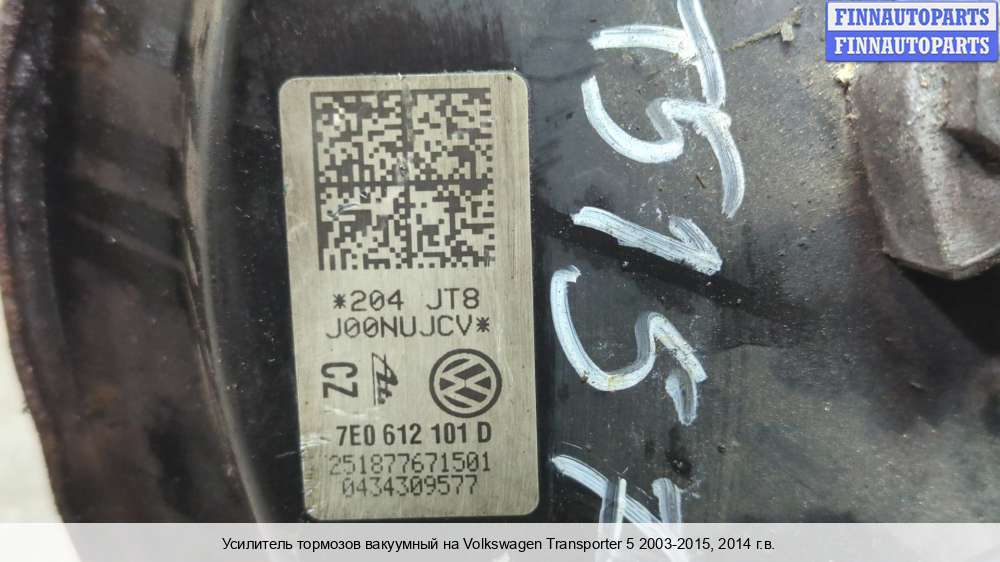 FINNAUTOPARTS
FINNAUTOPARTS
*204 JT8
J00NUJCV*
CZ
7E0 612 101 D
251877671501
0434309577
Усилитель тормозов вакуумный на Volkswagen Transporter 5 2003-2015, 2014 г.в.